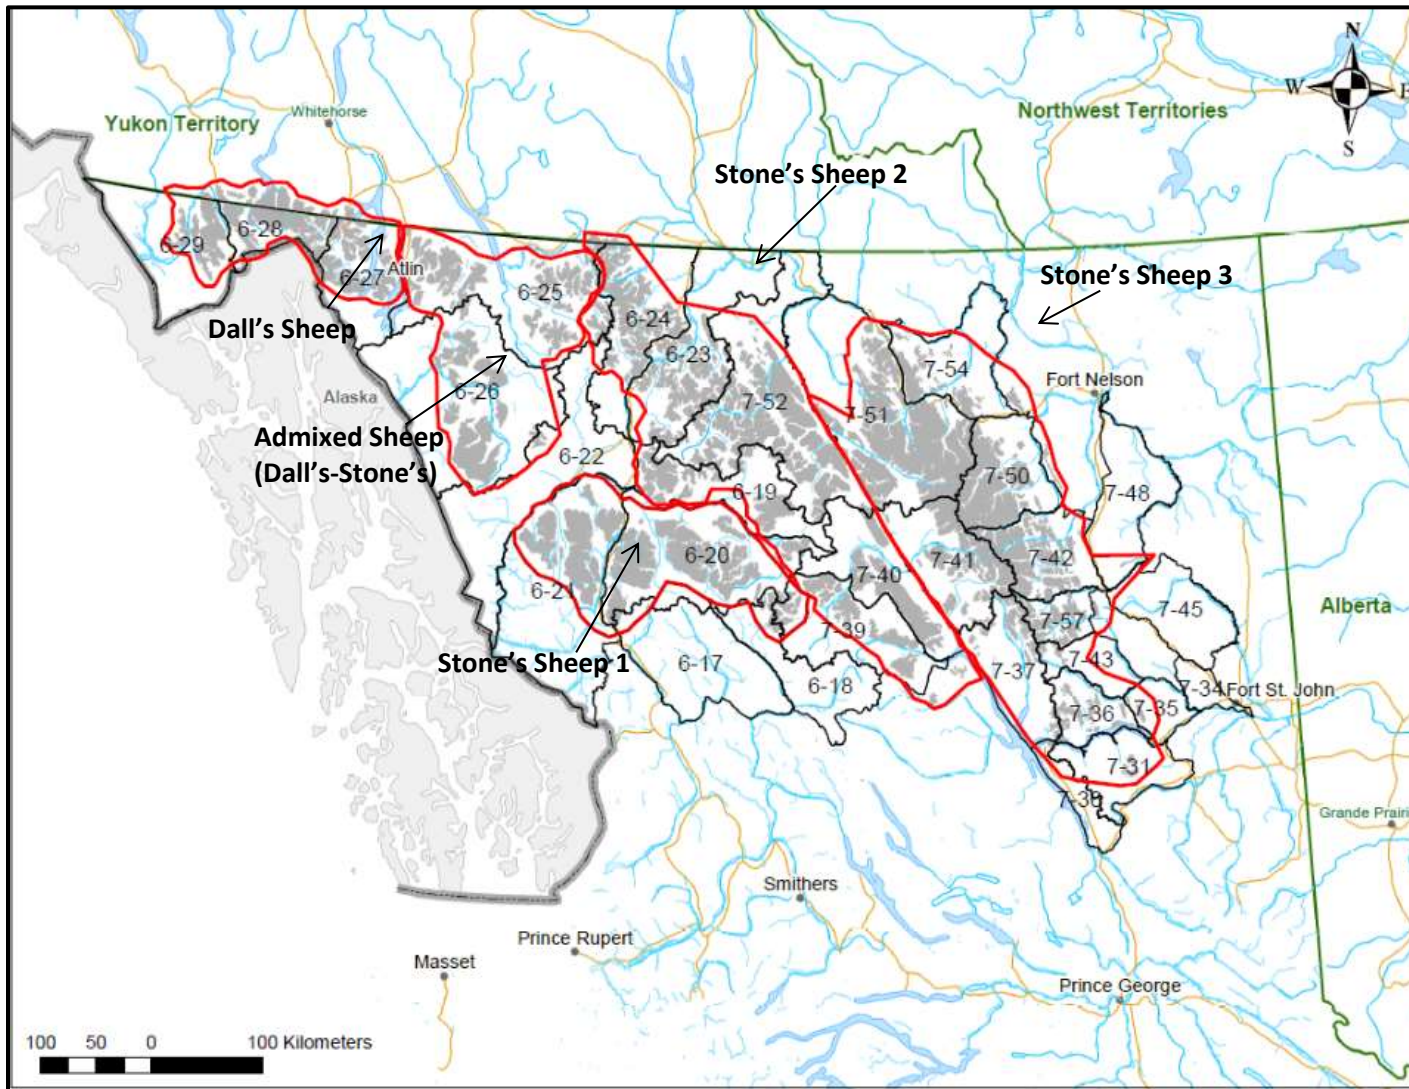 N
W
E
S
Yukon Territory
Whitehorse
Northwest Territories
Stone's Sheep 2
Stone's Sheep 3
6-29
6-28
6-27
Atlin
6-25
6-24
6-23
Dall's Sheep
Alaska
6-26
7-52
7-51
7-54
Fort Nelson
Admixed Sheep
(Dall's-Stone's)
6-22
6-19
7-50
7-48
6-21
6-20
7-40
7-41
7-42
7-45
Alberta
7-39
7-57
Stone's Sheep 1
6-17
6-18
7-37
7-43
7-34
Fort St. John
7-36
7-35
7-31
7-38
Grande Prairi
Smithers
Prince Rupert
Masset
Prince George
100 50 0 100 Kilometers